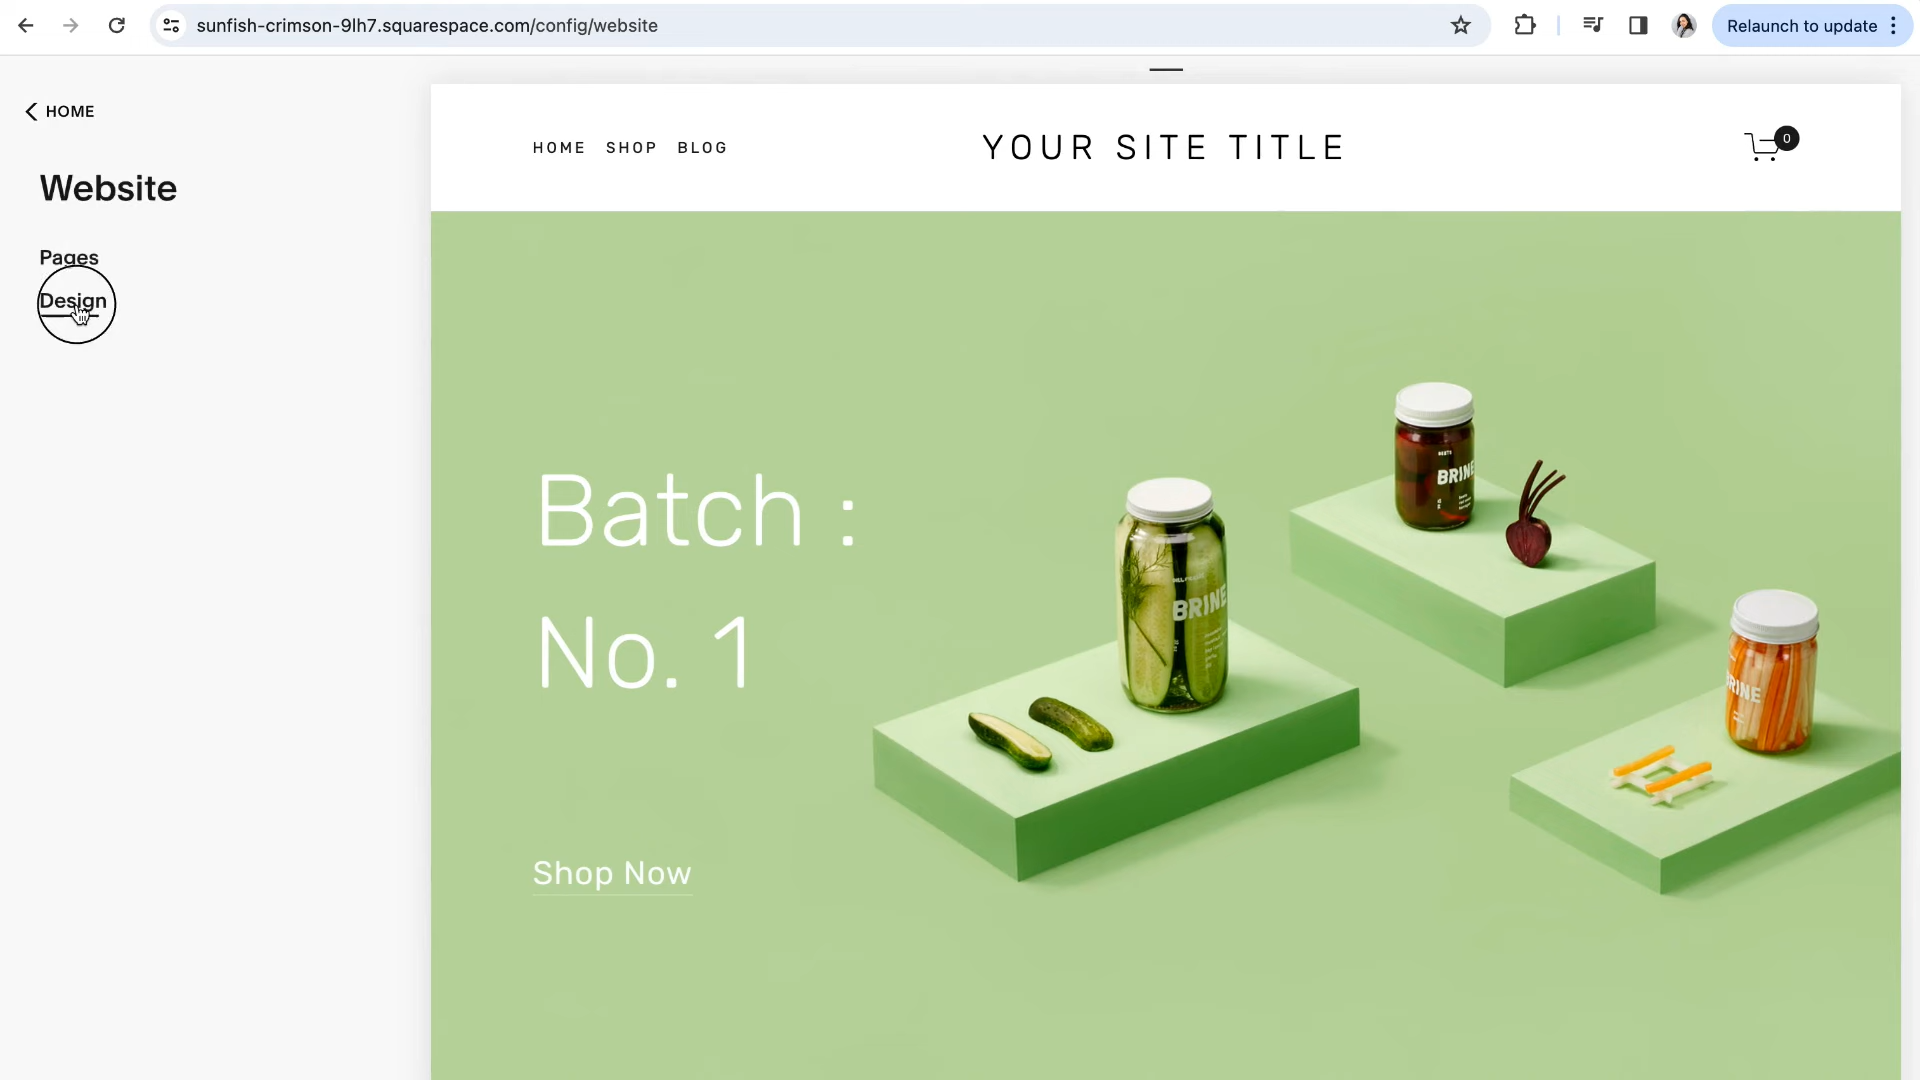 sunfish-crimson-9lh7.squarespace.com/config/website
Relaunch to update
HOME
Website
Pages
Design
HOME SHOP BLOG
YOUR SITE TITLE
0
Batch :
No. 1
Shop Now
BRINE
BRINE
BRINE